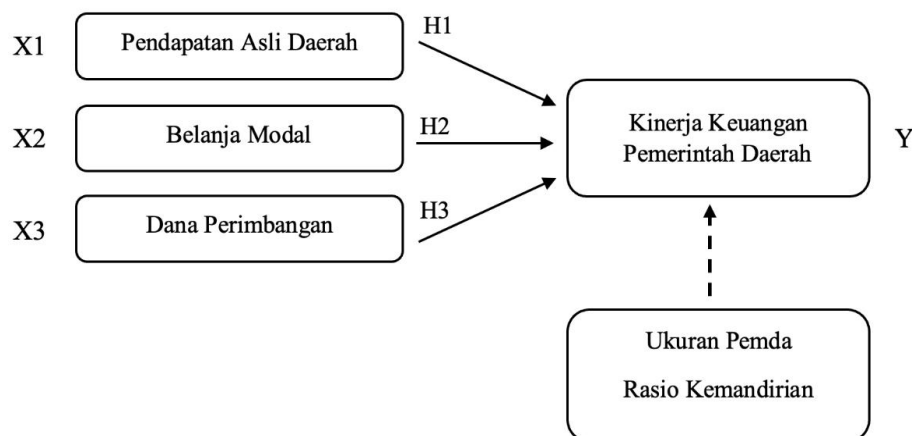 X1
Pendapatan Asli Daerah
H1
X2
Belanja Modal
H2
X3
Dana Perimbangan
H3
Kinerja Keuangan
Pemerintah Daerah
Y
Ukuran Pemda
Rasio Kemandirian